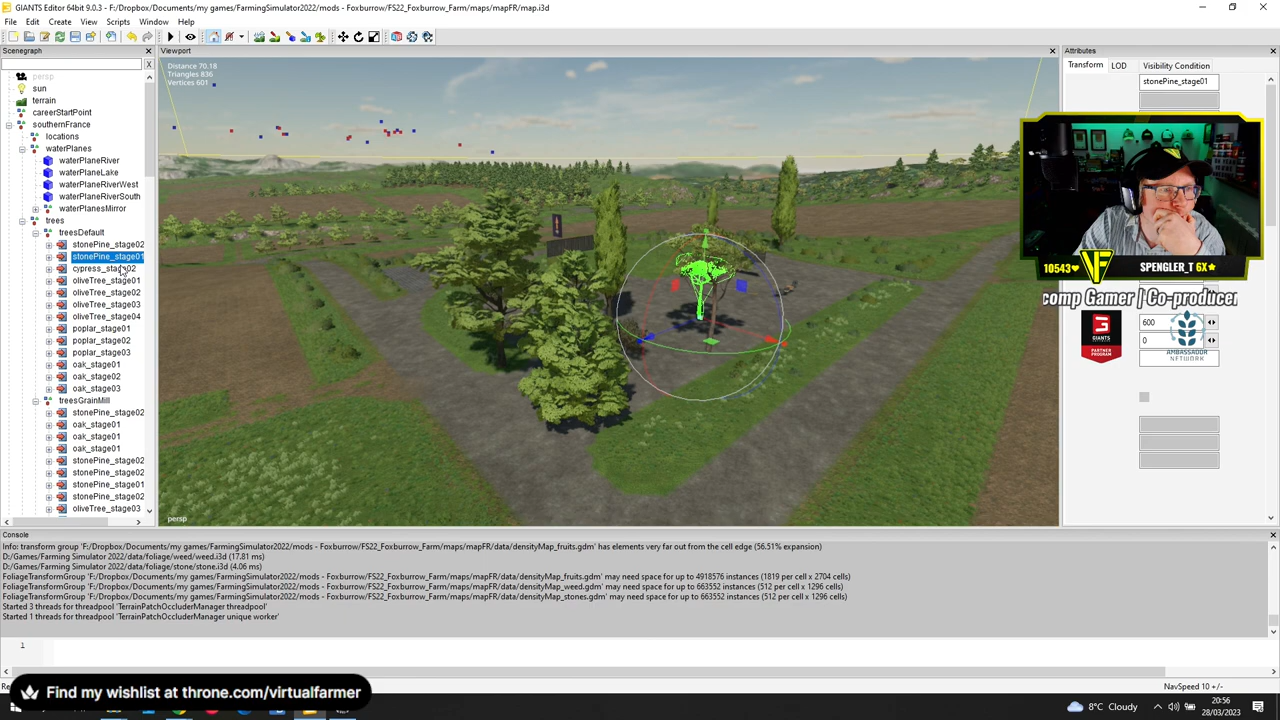 GIANTS Editor 64bit 9.0.3 - F:/Dropbox/Documents/my games/FarmingSimulator2022/mods - Foxburrow/FS22_Foxburrow_Farm/maps/mapFR/map.i3d
File Edit Create View Scripts Window Help
Scenegraph
Viewport
Attributes
persp
sun
terrain
careerStartPoint
southernFrance
locations
waterPlanes
waterPlaneRiver
waterPlaneLake
waterPlaneRiverWest
waterPlaneRiverSouth
waterPlanesMirror
trees
treesDefault
stonePine_stage02
stonePine_stage01
cypress_stage02
oliveTree_stage01
oliveTree_stage02
oliveTree_stage03
oliveTree_stage04
poplar_stage01
poplar_stage02
poplar_stage03
oak_stage01
oak_stage02
oak_stage03
treesGrainMill
stonePine_stage02
oak_stage01
oak_stage01
oak_stage01
stonePine_stage02
stonePine_stage02
stonePine_stage01
stonePine_stage02
oliveTree_stage03
Distance 70.18
Triangles 836
Vertices 601
persp
Transform LOD Visibility Condition
stonePine_stage01
10543 VF SPENGLER_T 6X
comp Gamer | Co-producer
600
0
GIANTS
PARTNER
PROGRAM
AMBASSADOR
NETWORK
Console
Info: transform group 'F:/Dropbox/Documents/my games/FarmingSimulator2022/mods - Foxburrow/FS22_Foxburrow_Farm/maps/mapFR/data/densityMap_fruits.gdm' has elements very far out from the cell edge (56.51% expansion)
D:/Games/Farming Simulator 2022/data/foliage/weed/weed.i3d (17.81 ms)
D:/Games/Farming Simulator 2022/data/foliage/stone/stone.i3d (4.06 ms)
FoliageTransformGroup 'F:/Dropbox/Documents/my games/FarmingSimulator2022/mods - Foxburrow/FS22_Foxburrow_Farm/maps/mapFR/data/densityMap_fruits.gdm' may need space for up to 4918576 instances (1819 per cell x 2704 cells)
FoliageTransformGroup 'F:/Dropbox/Documents/my games/FarmingSimulator2022/mods - Foxburrow/FS22_Foxburrow_Farm/maps/mapFR/data/densityMap_weed.gdm' may need space for up to 663552 instances (512 per cell x 1296 cells)
FoliageTransformGroup 'F:/Dropbox/Documents/my games/FarmingSimulator2022/mods - Foxburrow/FS22_Foxburrow_Farm/maps/mapFR/data/densityMap_stones.gdm' may need space for up to 663552 instances (512 per cell x 1296 cells)
Started 3 threads for threadpool 'TerrainPatchOccluderManager threadpool'
Started 1 threads for threadpool 'TerrainPatchOccluderManager unique worker'
1
NavSpeed 10 +/-
Find my wishlist at throne.com/virtualfarmer
8°C Cloudy
20:56
28/03/2023